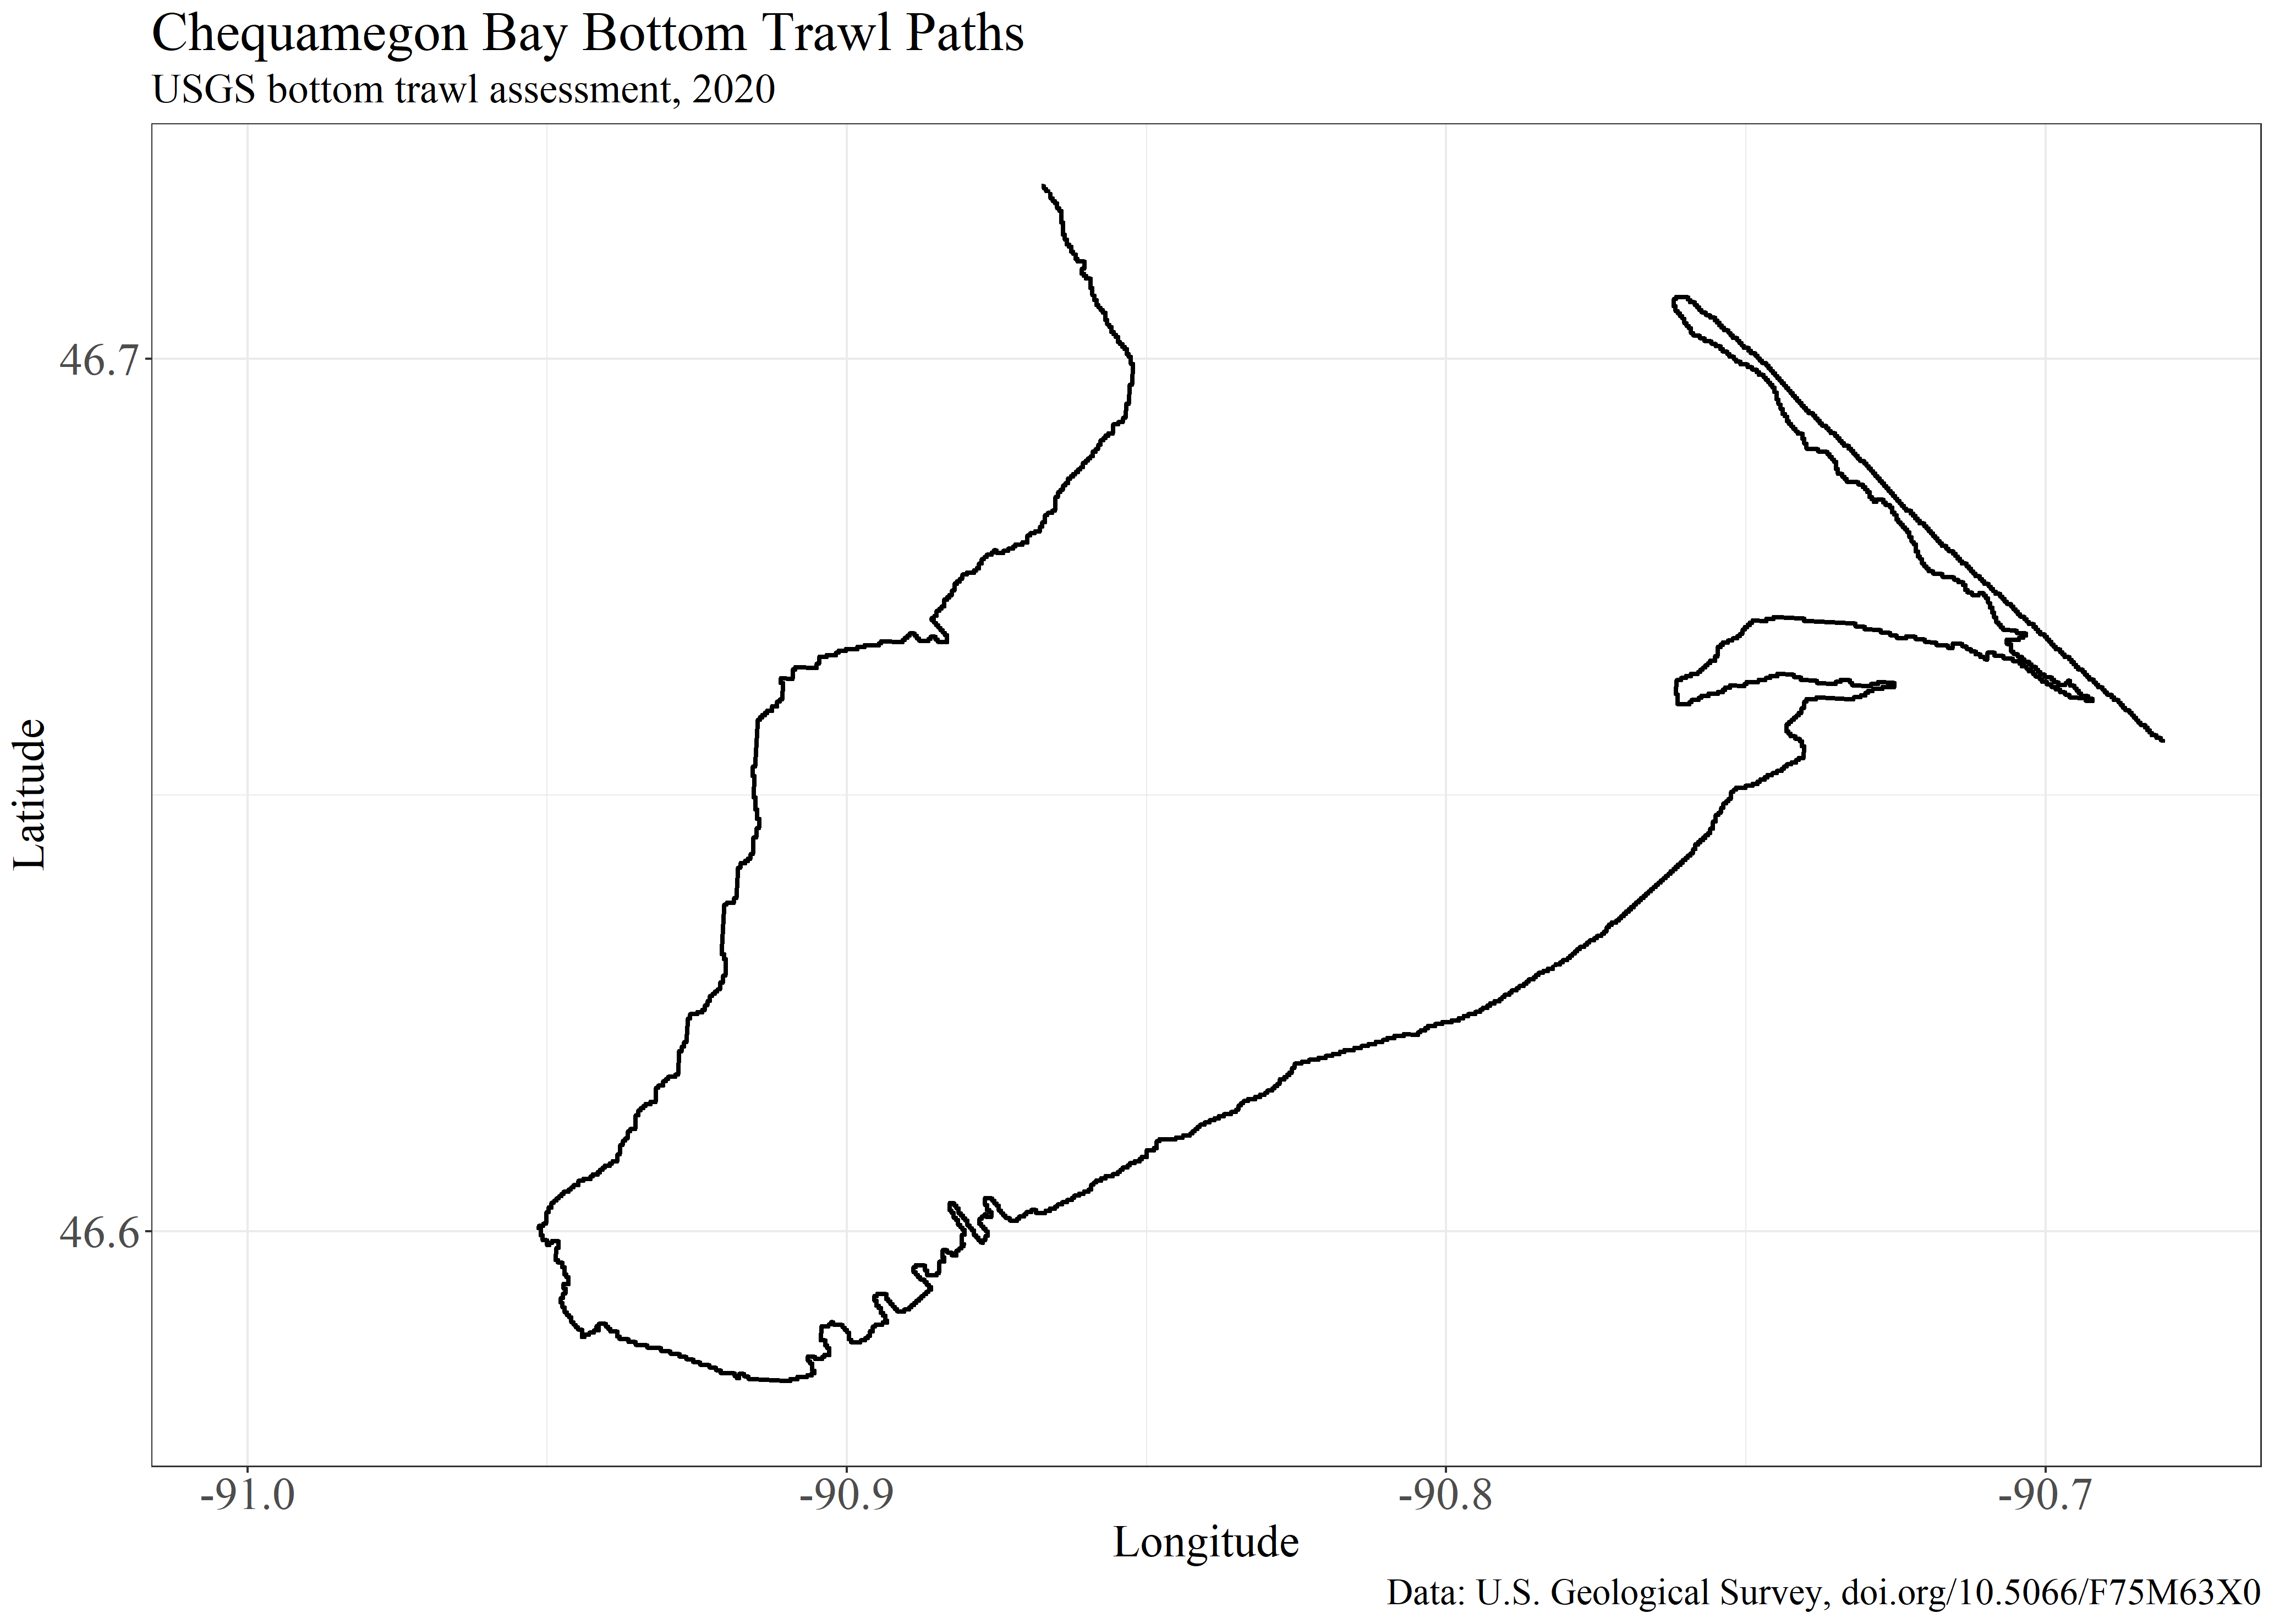 Chequamegon Bay Bottom Trawl Paths
USGS bottom trawl assessment, 2020
46.7
46.6
Latitude
-91.0
-90.9
-90.8
-90.7
Longitude
Data: U.S. Geological Survey, doi.org/10.5066/F75M63X0